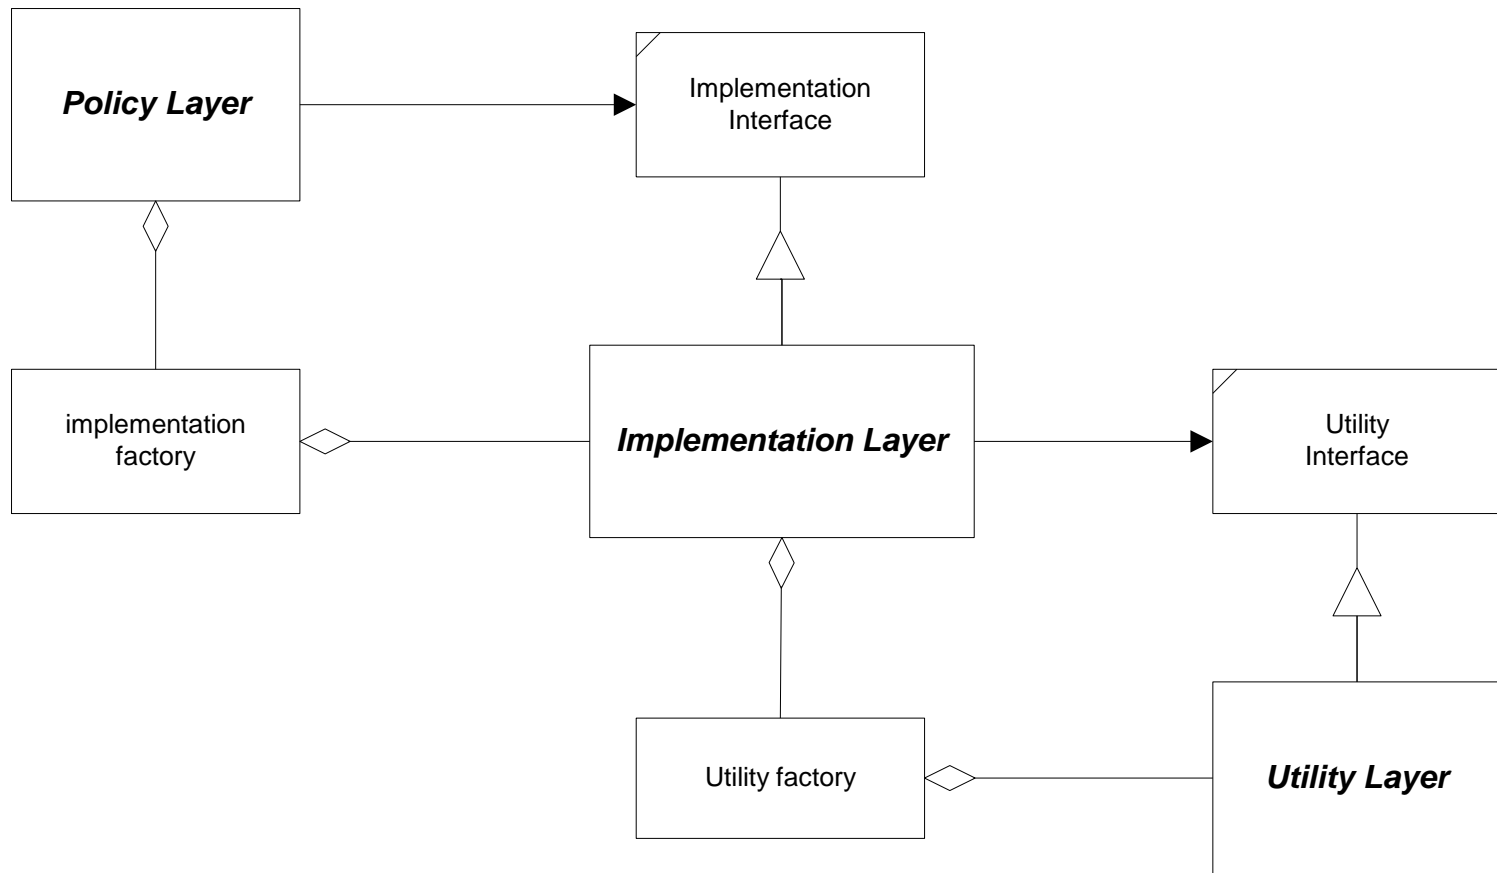 Policy Layer
Implementation
Interface
implementation
factory
Implementation Layer
Utility
Interface
Utility factory
Utility Layer